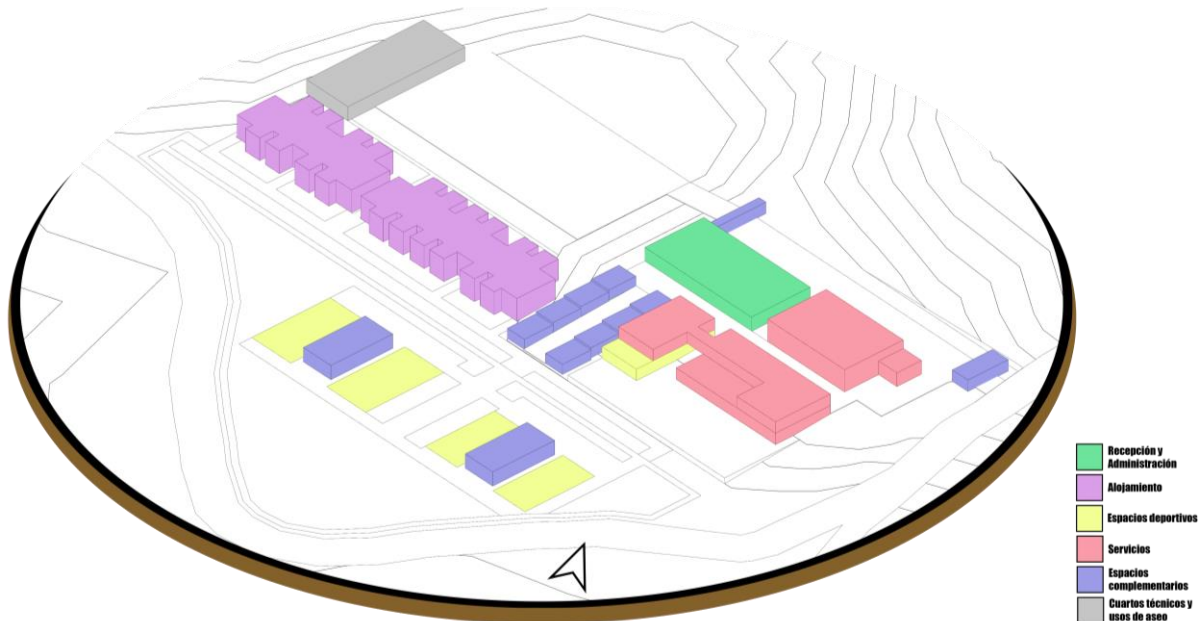 Recepción y
Administración
Alojamiento
Espacios deportivos
Servicios
Espacios
complementarios
Cuartos técnicos y
usos de aseo